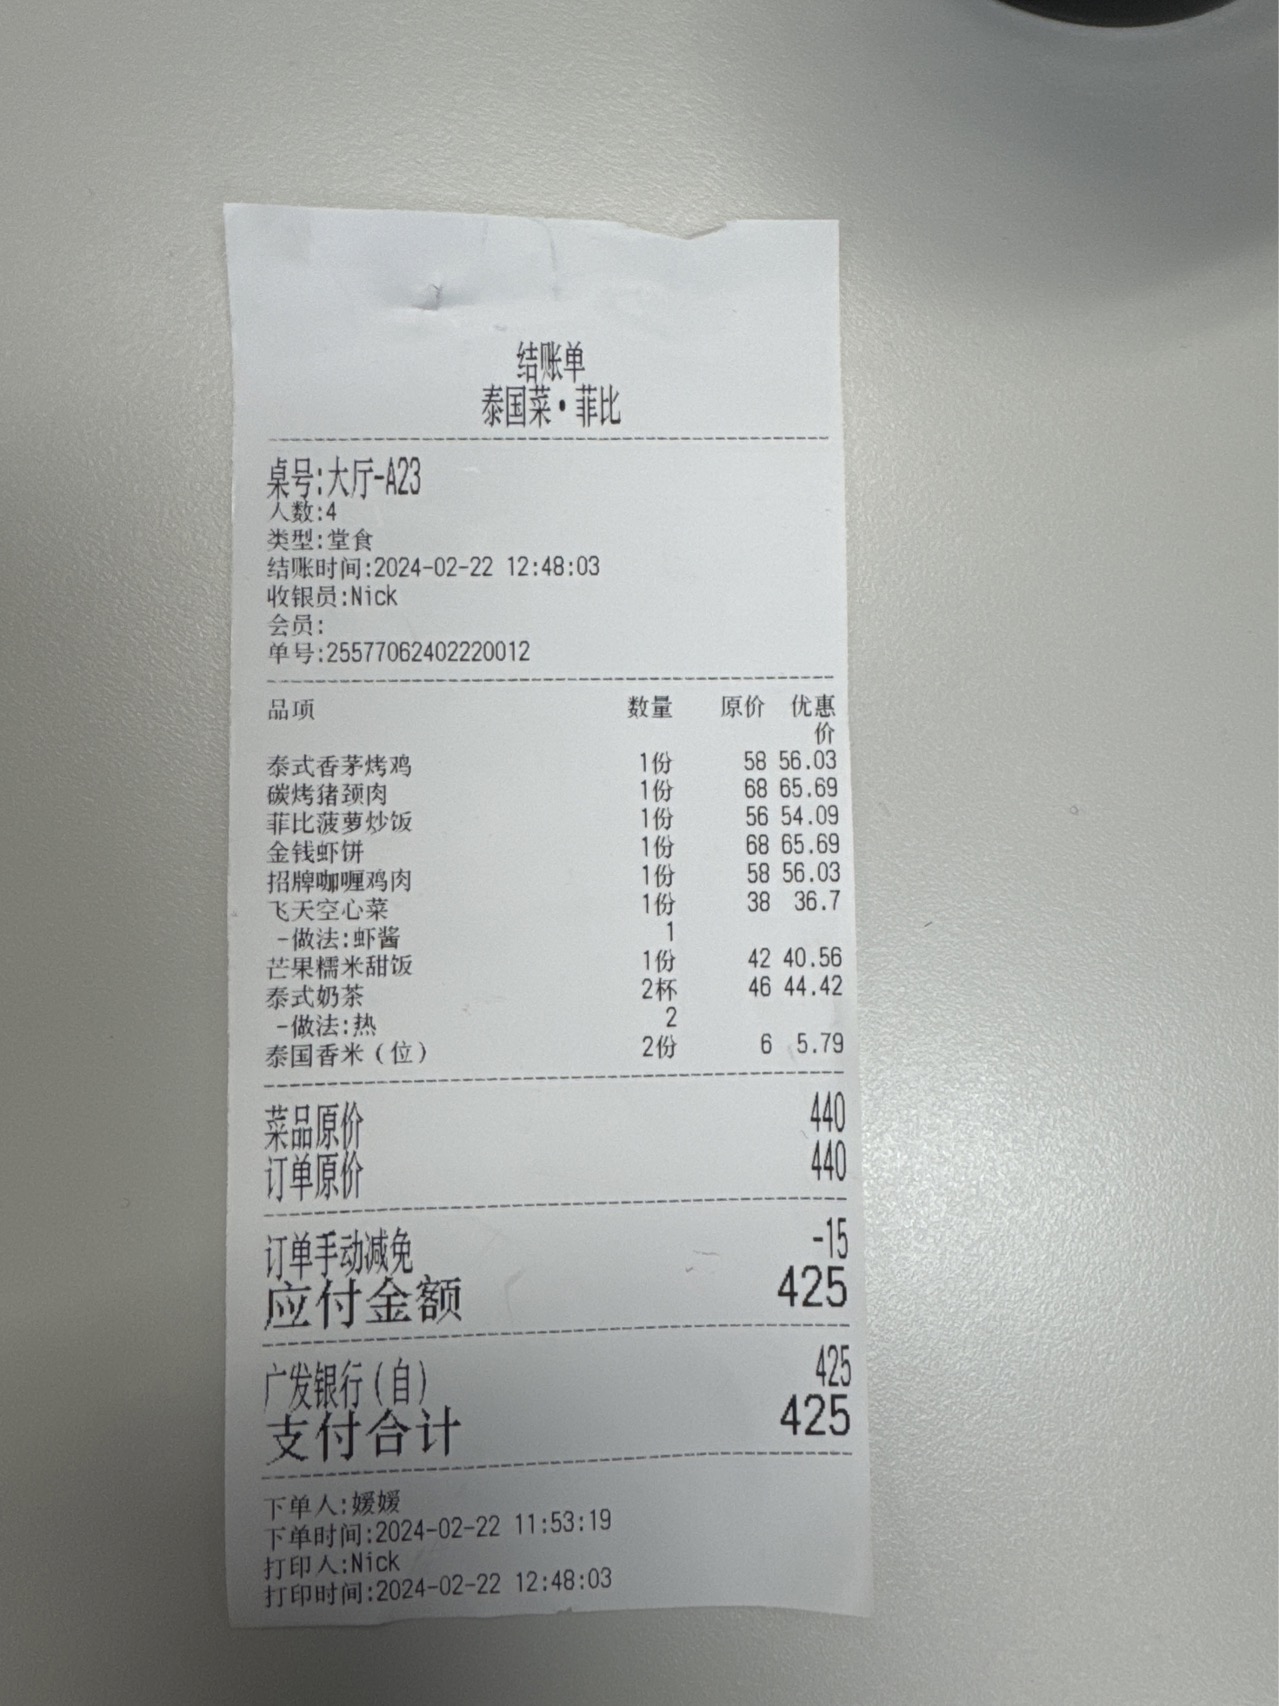 结账单
泰国菜•菲比
桌号:大厅-A23
人数:4
类型:堂食
结账时间:2024-02-22 12:48:03
收银员:Nick
会员:
单号:25577062402220012
品项 数量 原价 优惠
价
泰式香茅烤鸡 1份 58 56.03
碳烤猪颈肉 1份 68 65.69
菲比菠萝炒饭 1份 56 54.09
金钱虾饼 1份 68 65.69
招牌咖喱鸡肉 1份 58 56.03
飞天空心菜 1份 38 36.7
-做法:虾酱 1
芒果糯米甜饭 1份 42 40.56
泰式奶茶 2杯 46 44.42
-做法:热 2
泰国香米(位) 2份 6 5.79
菜品原价 440
订单原价 440
订单手动减免 -15
应付金额 425
广发银行(自) 425
支付合计 425
下单人:媛媛
下单时间:2024-02-22 11:53:19
打印人:Nick
打印时间:2024-02-22 12:48:03